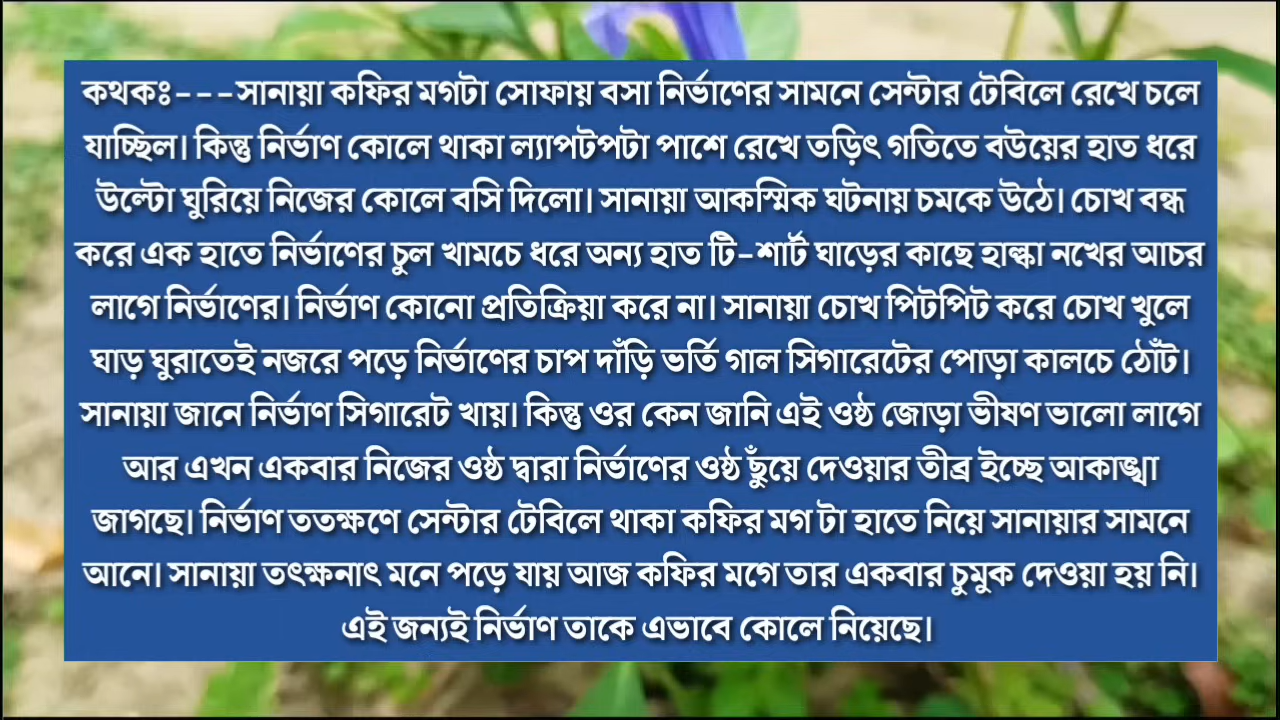 কথকঃ---সানায়া কফির মগটা সোফায় বসা নির্ভাণের সামনে সেন্টার টেবিলে রেখে চলে
যাচ্ছিল। কিন্তু নির্ভাণ কোলে থাকা ল্যাপটপটা পাশে রেখে তড়িৎ গতিতে বউয়ের হাত ধরে
উল্টো ঘুরিয়ে নিজের কোলে বসি দিলো। সানায়া আকস্মিক ঘটনায় চমকে উঠে। চোখ বন্ধ
করে এক হাতে নির্ভাণের চুল খামচে ধরে অন্য হাত টি-শার্ট ঘাড়ের কাছে হাল্কা নখের আচর
লাগে নির্ভাণের। নির্ভাণ কোনো প্রতিক্রিয়া করে না। সানায়া চোখ পিটপিট করে চোখ খুলে
ঘাড় ঘুরাতেই নজরে পড়ে নির্ভাণের চাপ দাঁড়ি ভর্তি গাল সিগারেটের পোড়া কালচে ঠোঁট।
সানায়া জানে নির্ভাণ সিগারেট খায়। কিন্তু ওর কেন জানি এই ওষ্ঠ জোড়া ভীষণ ভালো লাগে
আর এখন একবার নিজের ওষ্ঠ দ্বারা নির্ভাণের ওষ্ঠ ছুঁয়ে দেওয়ার তীব্র ইচ্ছে আকাঙ্খা
জাগছে। নির্ভাণ ততক্ষণে সেন্টার টেবিলে থাকা কফির মগ টা হাতে নিয়ে সানায়ার সামনে
আনে। সানায়া তৎক্ষনাৎ মনে পড়ে যায় আজ কফির মগে তার একবার চুমুক দেওয়া হয় নি।
এই জন্যই নির্ভাণ তাকে এভাবে কোলে নিয়েছে।